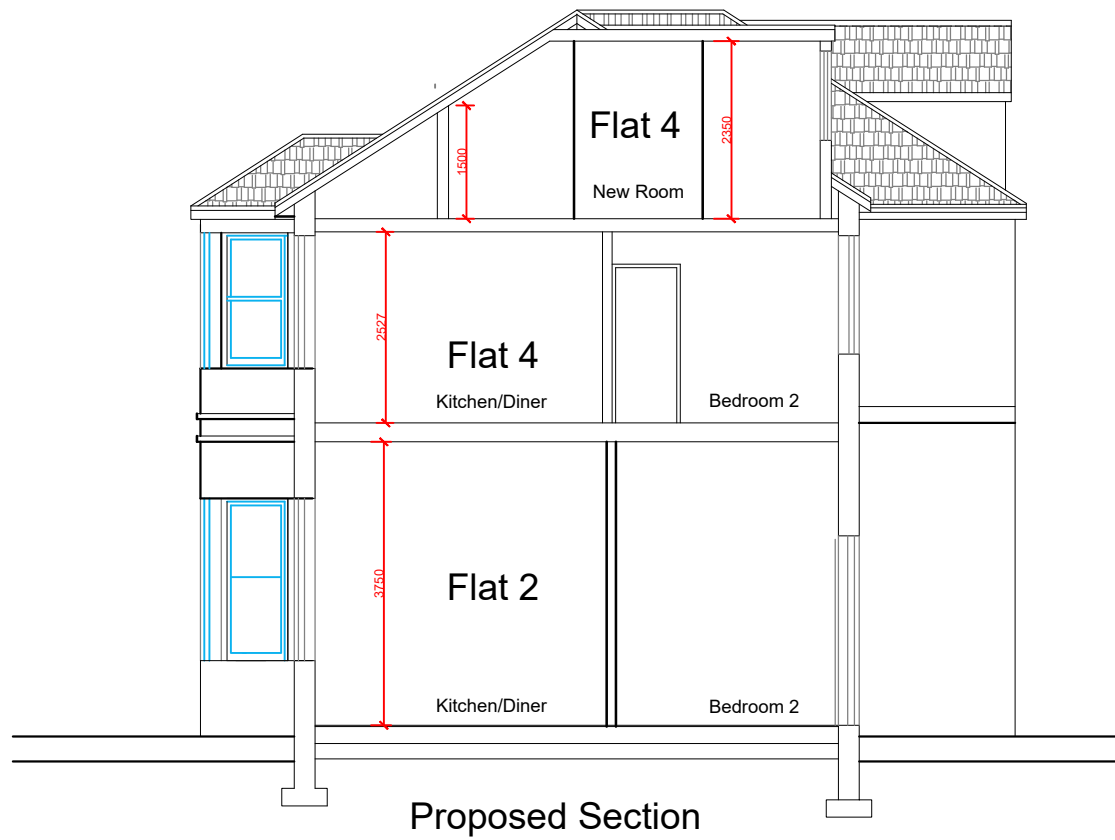 Flat 4
2350
1500
New Room
2527
Flat 4
Kitchen/Diner
Bedroom 2
3750
Flat 2
Kitchen/Diner
Bedroom 2
Proposed Section